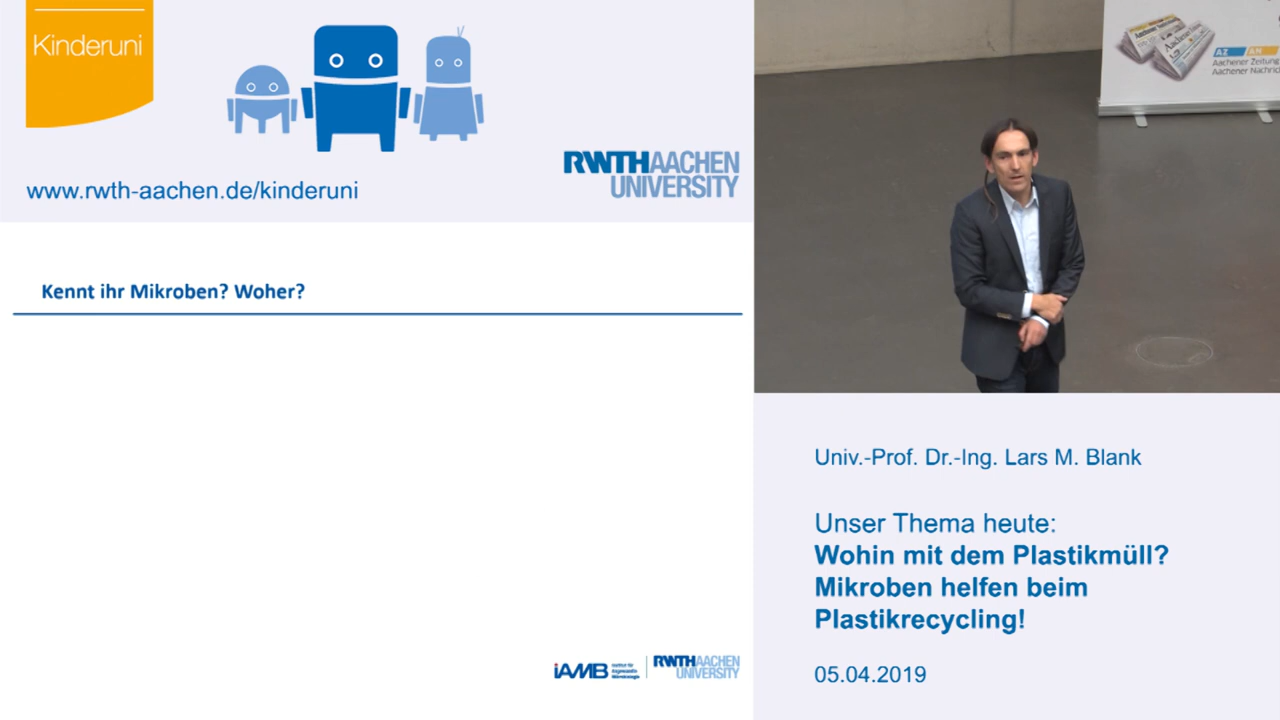 Kinderuni
www.rwth-aachen.de/kinderuni
RWTHAACHEN
UNIVERSITY
Kennt ihr Mikroben? Woher?
iAMB
RWTHAACHEN
UNIVERSITY
AZ AN
Aachener Zeitung
Aachener
Univ.-Prof. Dr.-Ing. Lars M. Blank
Unser Thema heute:
Wohin mit dem Plastikmüll?
Mikroben helfen beim
Plastikrecycling!
05.04.2019